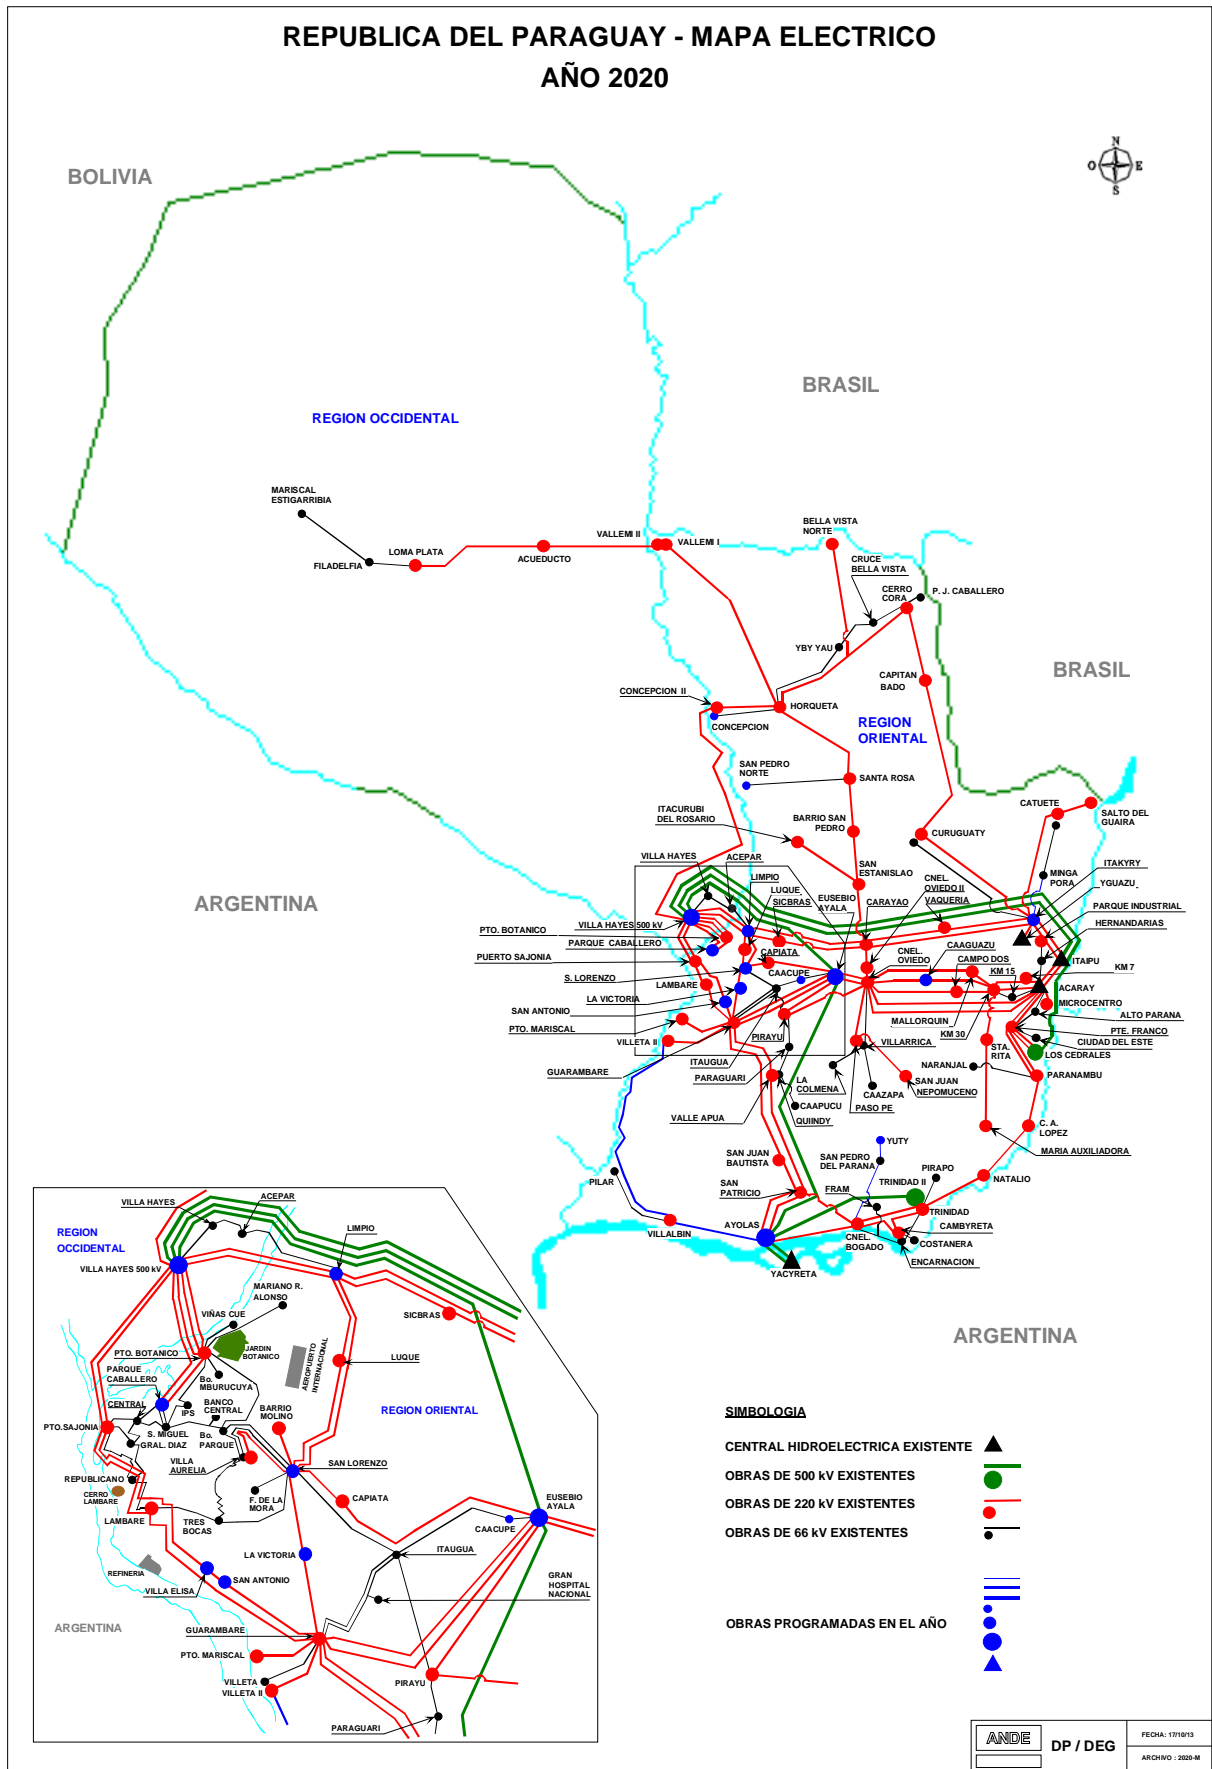 REPUBLICA DEL PARAGUAY - MAPA ELECTRICO
AÑO 2020
N
O
E
S
BOLIVIA
BRASIL
REGION OCCIDENTAL
MARISCAL
ESTIGARRIBIA
FILADELFIA
LOMA PLATA
ACUEDUCTO
VALLEMI II
VALLEMI I
BELLA VISTA
NORTE
CRUCE
BELLA VISTA
CERRO
CORA
P. J. CABALLERO
YBY YAU
BRASIL
CAPITAN
BADO
CONCEPCION II
CONCEPCION
HORQUETA
REGION
ORIENTAL
SAN PEDRO
NORTE
SANTA ROSA
ITACURUBI
DEL ROSARIO
BARRIO SAN
PEDRO
CURUGUATY
CATUETE
SALTO DEL
GUAIRA
VILLA HAYES
ACEPAR
LIMPIO
LUQUE
SICBRAS
EUSEBIO
AYALA
SAN
ESTANISLAO
CARAYAO
CNEL.
OVIEDO II
VAQUERIA
MINGA
PORA
ITAKYRY
YGUAZU
PARQUE INDUSTRIAL
HERNANDARIAS
ARGENTINA
PTO. BOTANICO
VILLA HAYES 500 kV
PARQUE CABALLERO
PUERTO SAJONIA
CAPIATA
CNEL.
OVIEDO
CAAGUAZU
CAMPO DOS
KM 15
ITAIPU
KM 7
S. LORENZO
LAMBARE
CAACUPE
LA VICTORIA
SAN ANTONIO
PTO. MARISCAL
VILLETA II
GUARAMBARE
ITAUGUA
PIRAYU
PARAGUARI
MALLORQUIN
KM 30
ACARAY
MICROCENTRO
ALTO PARANA
PTE. FRANCO
CIUDAD DEL ESTE
LOS CEDRALES
STA.
RITA
NARANJAL
PARANAMBU
VILLARRICA
LA
COLMENA
CAAZAPA
PASO PE
SAN JUAN
NEPOMUCENO
VALLE APUA
CAAPUCU
QUIINDY
C. A.
LOPEZ
MARIA AUXILIADORA
SAN JUAN
BAUTISTA
YUTY
SAN PEDRO
DEL PARANA
PIRAPO
PILAR
SAN
PATRICIO
FRAM
TRINIDAD II
NATALIO
VILLALBIN
AYOLAS
CNEL.
BOGADO
TRINIDAD
CAMBYRETA
COSTANERA
ENCARNACION
YACYRETA
ARGENTINA
VILLA HAYES
ACEPAR
REGION
OCCIDENTAL
LIMPIO
VILLA HAYES 500 kV
MARIANO R.
ALONSO
VIÑAS CUE
SICBRAS
PTO. BOTANICO
JARDIN
BOTANICO
AEROPUERTO
INTERNACIONAL
LUQUE
PARQUE
CABALLERO
Bo.
MBURUCUYA
CENTRAL
IPS
BANCO
CENTRAL
BARRIO
MOLINO
REGION ORIENTAL
PTO.SAJONIA
S. MIGUEL
GRAL. DIAZ
Bo.
PARQUE
REPUBLICANO
VILLA
AURELIA
SAN LORENZO
CERRO
LAMBARE
F. DE LA
MORA
CAPIATA
EUSEBIO
AYALA
LAMBARE
TRES
BOCAS
CAACUPE
LA VICTORIA
ITAUGUA
REFINERIA
SAN ANTONIO
VILLA ELISA
GRAN
HOSPITAL
NACIONAL
ARGENTINA
GUARAMBARE
PTO. MARISCAL
VILLETA
VILLETA II
PIRAYU
PARAGUARI
SIMBOLOGIA
CENTRAL HIDROELECTRICA EXISTENTE
OBRAS DE 500 kV EXISTENTES
OBRAS DE 220 kV EXISTENTES
OBRAS DE 66 kV EXISTENTES
OBRAS PROGRAMADAS EN EL AÑO
ANDE
DP / DEG
FECHA: 17/10/13
ARCHIVO : 2020-M